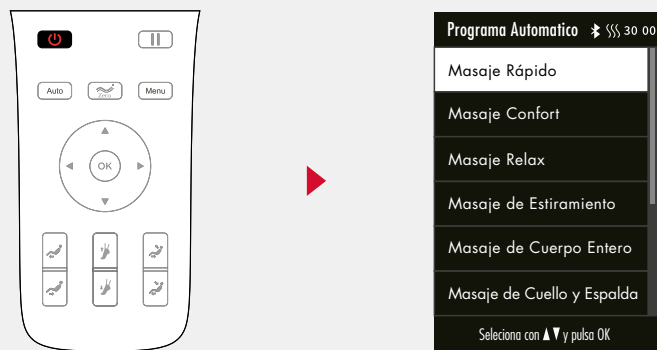 Auto
Zero
Menu
OK
Programa Automatico 30 00
Masaje Rápido
Masaje Confort
Masaje Relax
Masaje de Estiramiento
Masaje de Cuerpo Entero
Masaje de Cuello y Espalda
Seleciona con ▲▼ y pulsa OK